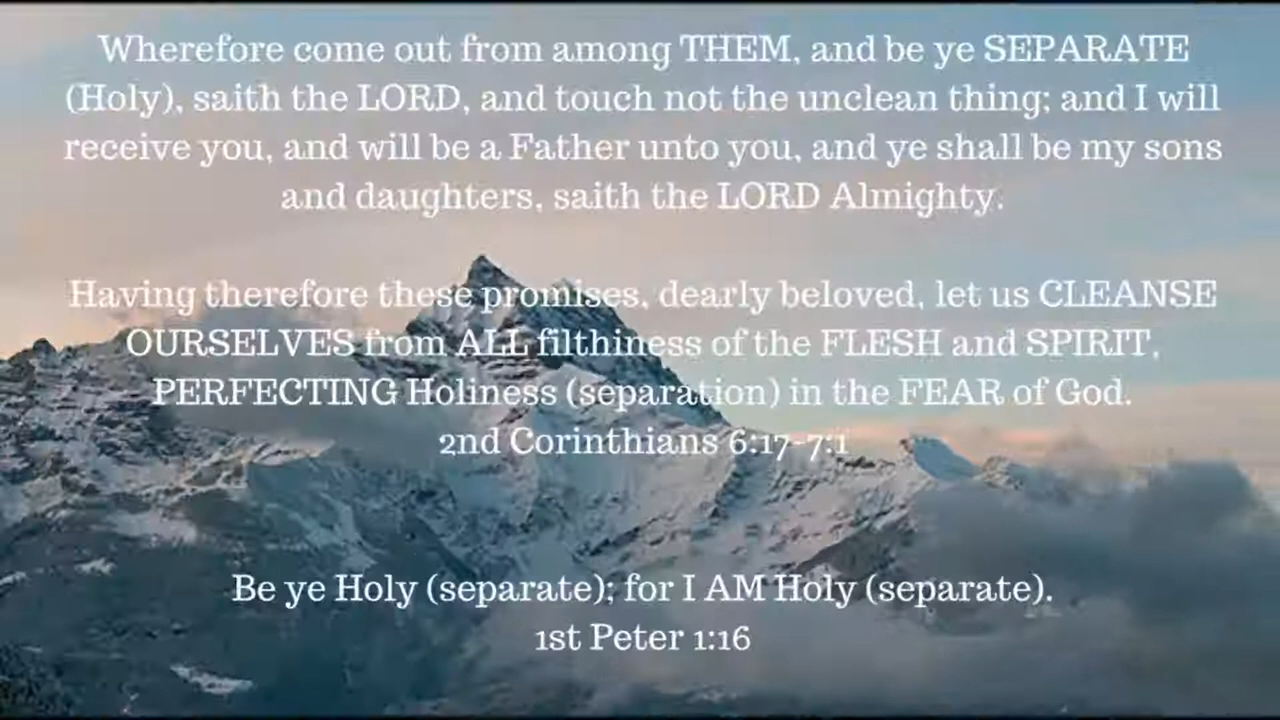 Wherefore come out from among THEM, and be ye SEPARATE
(Holy), saith the LORD, and touch not the unclean thing; and I will
receive you, and will be a Father unto you, and ye shall be my sons
and daughters, saith the LORD Almighty.
Having therefore these promises, dearly beloved, let us CLEANSE
OURSELVES from ALL filthiness of the FLESH and SPIRIT,
PERFECTING Holiness (separation) in the FEAR of God.
2nd Corinthians 6:17-7:1
Be ye Holy (separate); for I AM Holy (separate).
1st Peter 1:16